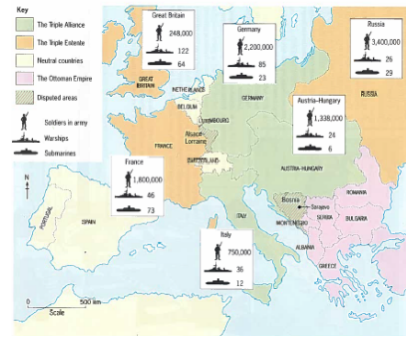 Key
The Triple Alliance
The Triple Entente
Neutral countries
The Ottoman Empire
Disputed areas
Soldiers in army
Warships
Submarines
Great Britain
248,000
122
64
Germany
2,200,000
85
23
Russia
3,400,000
26
29
Austria–Hungary
1,338,000
24
6
France
1,800,000
46
73
Italy
750,000
36
12
GREAT
BRITAIN
NETHERLANDS
BELGIUM
LUXEMBOURG
GERMANY
RUSSIA
Alsace-
Lorraine
FRANCE
SWITZERLAND
AUSTRIA-HUNGARY
PORTUGAL
SPAIN
ITALY
Bosnia
Sarajevo
ROMANIA
SERBIA
BULGARIA
MONTENEGRO
ALBANIA
GREECE
N
0
500 km
Scale